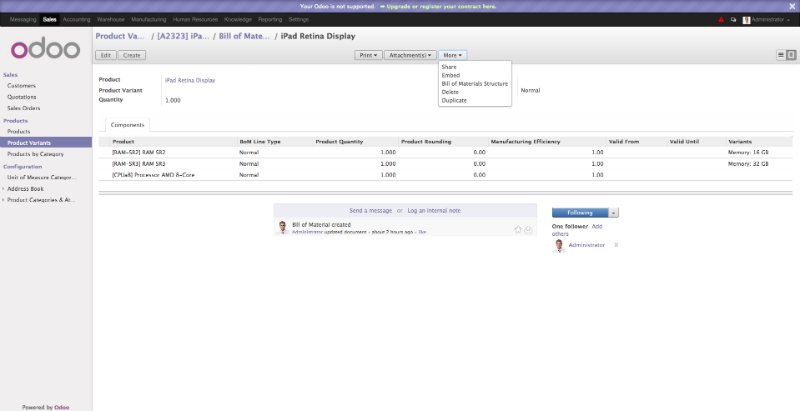 Your Odoo is not supported. ➡ Upgrade or register your contract here.
Messaging Sales Accounting Warehouse Manufacturing Human Resources Knowledge Reporting Settings Administrator
odoo
Product Va... / [A2323] iPa... / Bill of Mate... / iPad Retina Display
Edit Create Print Attachment(s) More
Share
Embed
Bill of Materials Structure
Delete
Duplicate
Sales
Customers
Quotations
Sales Orders
Products
Products
Product Variants
Products by Category
Configuration
Unit of Measure Categor...
Address Book
Product Categories & At...
Product iPad Retina Display
Product Variant Normal
Quantity 1.000
Components
Product BoM Line Type Product Quantity Product Rounding Manufacturing Efficiency Valid From Valid Until Variants
[RAM-SR2] RAM SR2 Normal 1.000 0.00 1.00 Memory: 16 GB
[RAM-SR3] RAM SR3 Normal 1.000 0.00 1.00 Memory: 32 GB
[CPUa8] Processor AMD 8-Core Normal 1.000 0.00 1.00
Send a message or Log an internal note
Bill of Material created
Administrator updated document • about 2 hours ago • like
Following
One follower Add others
Administrator
Powered by Odoo